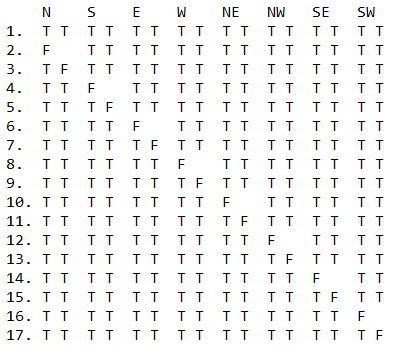 N    S    E    W    NE   NW   SE   SW
1.  T T  T T  T T  T T  T T  T T  T T  T T
2.  F    T T  T T  T T  T T  T T  T T  T T
3.  T F  T T  T T  T T  T T  T T  T T  T T
4.  T T  F    T T  T T  T T  T T  T T  T T
5.  T T  T F  T T  T T  T T  T T  T T  T T
6.  T T  T T  F    T T  T T  T T  T T  T T
7.  T T  T T  T F  T T  T T  T T  T T  T T
8.  T T  T T  T T  F    T T  T T  T T  T T
9.  T T  T T  T T  T F  T T  T T  T T  T T
10. T T  T T  T T  T T  F    T T  T T  T T
11. T T  T T  T T  T T  T F  T T  T T  T T
12. T T  T T  T T  T T  T T  F    T T  T T
13. T T  T T  T T  T T  T T  T F  T T  T T
14. T T  T T  T T  T T  T T  T T  F    T T
15. T T  T T  T T  T T  T T  T T  T F  T T
16. T T  T T  T T  T T  T T  T T  T T  F
17. T T  T T  T T  T T  T T  T T  T T  T F